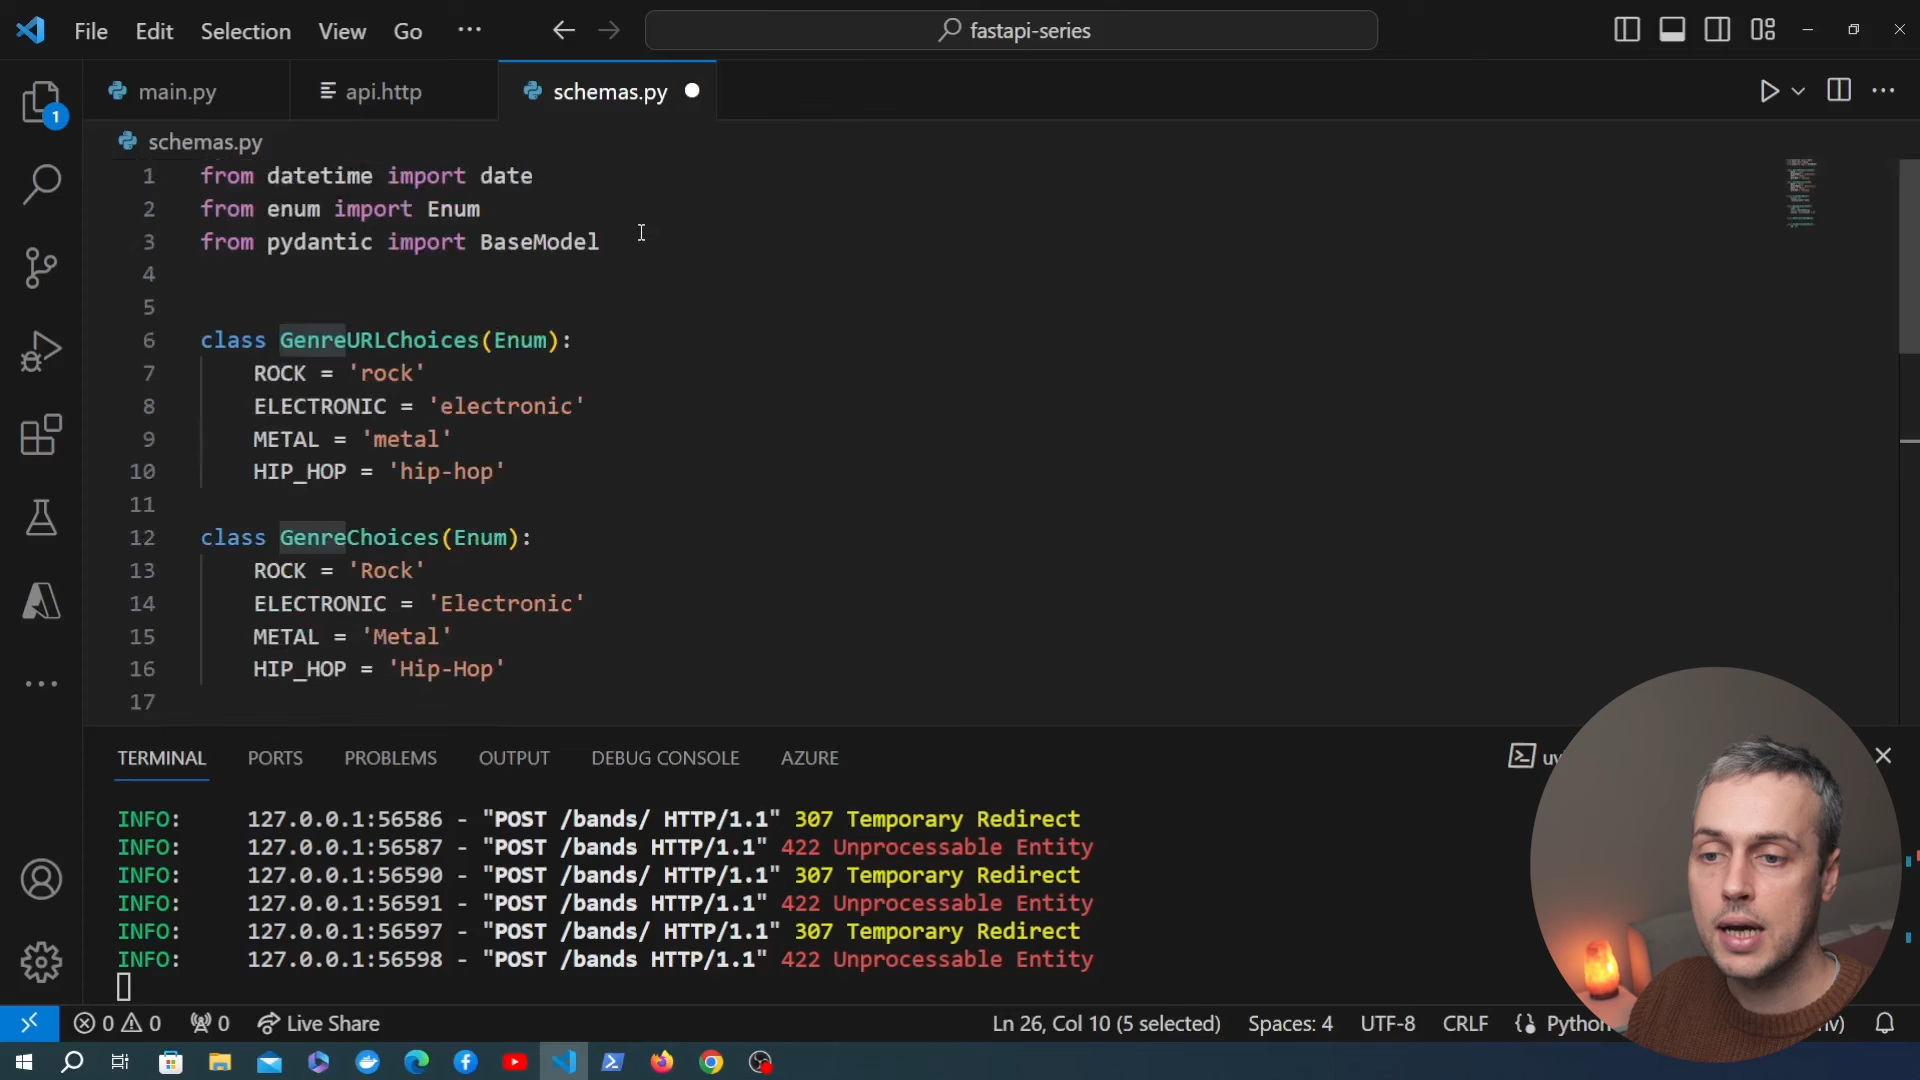 File Edit Selection View Go ··· fastapi-series
main.py api.http schemas.py
schemas.py
1 from datetime import date
2 from enum import Enum
3 from pydantic import BaseModel
4
5
6 class GenreURLChoices(Enum):
7 ROCK = 'rock'
8 ELECTRONIC = 'electronic'
9 METAL = 'metal'
10 HIP_HOP = 'hip-hop'
11
12 class GenreChoices(Enum):
13 ROCK = 'Rock'
14 ELECTRONIC = 'Electronic'
15 METAL = 'Metal'
16 HIP_HOP = 'Hip-Hop'
17
1
TERMINAL PORTS PROBLEMS OUTPUT DEBUG CONSOLE AZURE
INFO: 127.0.0.1:56586 - "POST /bands/ HTTP/1.1" 307 Temporary Redirect
INFO: 127.0.0.1:56587 - "POST /bands HTTP/1.1" 422 Unprocessable Entity
INFO: 127.0.0.1:56590 - "POST /bands/ HTTP/1.1" 307 Temporary Redirect
INFO: 127.0.0.1:56591 - "POST /bands HTTP/1.1" 422 Unprocessable Entity
INFO: 127.0.0.1:56597 - "POST /bands/ HTTP/1.1" 307 Temporary Redirect
INFO: 127.0.0.1:56598 - "POST /bands HTTP/1.1" 422 Unprocessable Entity
0 0 0 Live Share Ln 26, Col 10 (5 selected) Spaces: 4 UTF-8 CRLF Python